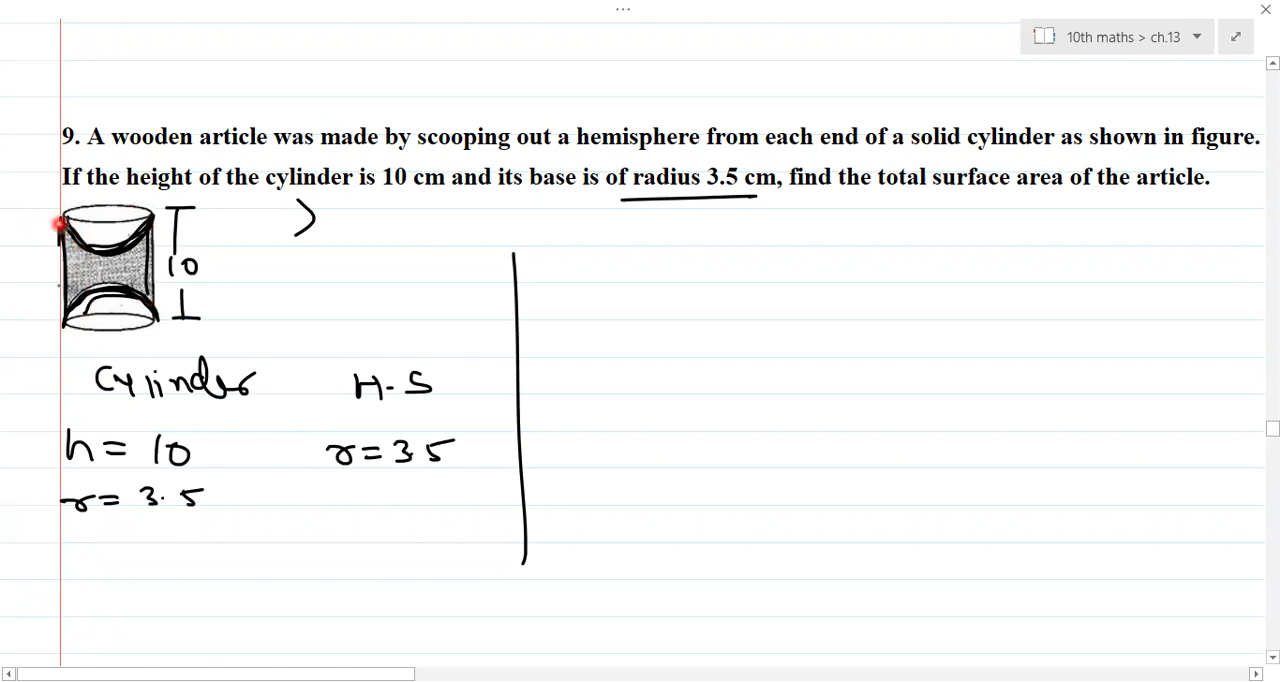 10th maths > ch.13
9. A wooden article was made by scooping out a hemisphere from each end of a solid cylinder as shown in figure.
If the height of the cylinder is 10 cm and its base is of radius 3.5 cm, find the total surface area of the article.
10
Cylinder H-S
h = 10 r = 3.5
r = 3.5